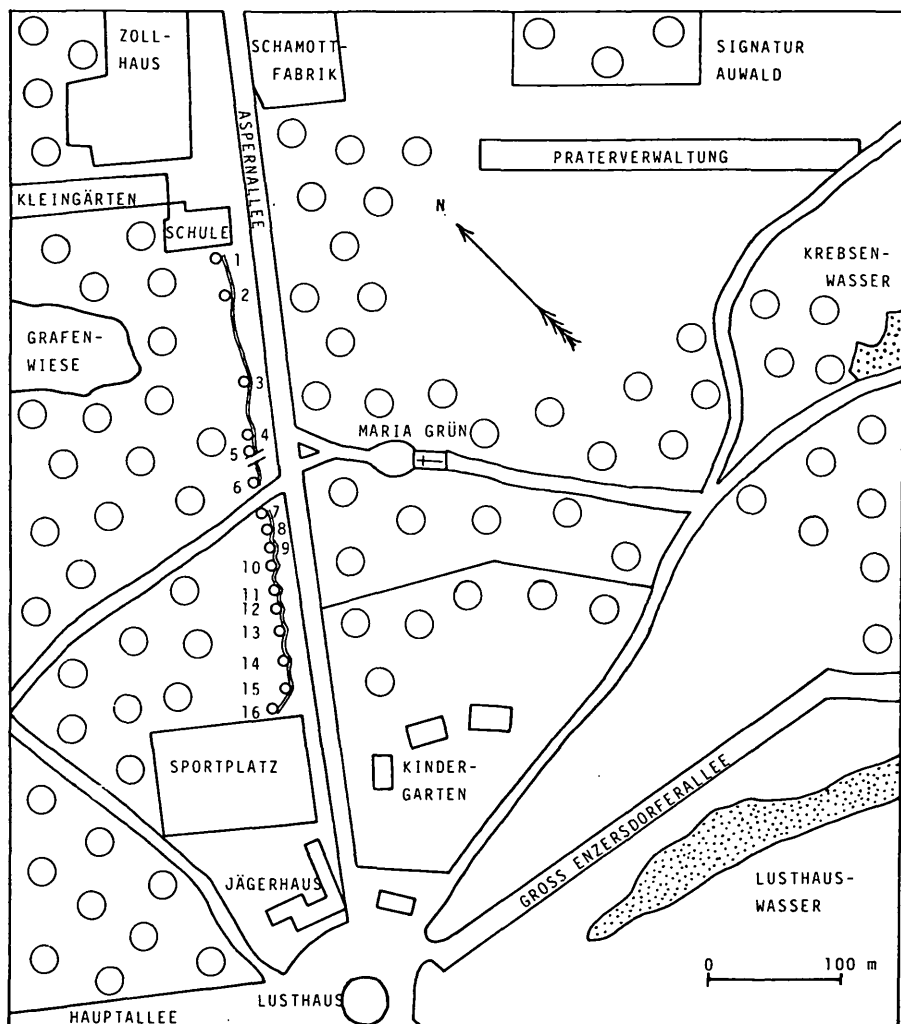 ZOLL-
HAUS
SCHAMOTT-
FABRIK
SIGNATUR
AUWALD
ASPERNALLEE
PRATERVERWALTUNG
KLEINGÄRTEN
N
SCHULE
1
KREBSEN-
WASSER
2
GRAFEN-
WIESE
3
MARIA GRÜN
4
5
6
7
8
9
10
11
12
13
14
15
16
SPORTPLATZ
KINDER-
GARTEN
GROSS ENZERSDORFERALLEE
JÄGERHAUS
LUSTHAUS-
WASSER
0 100 m
LUSTHAUS
HAUPTALLEE